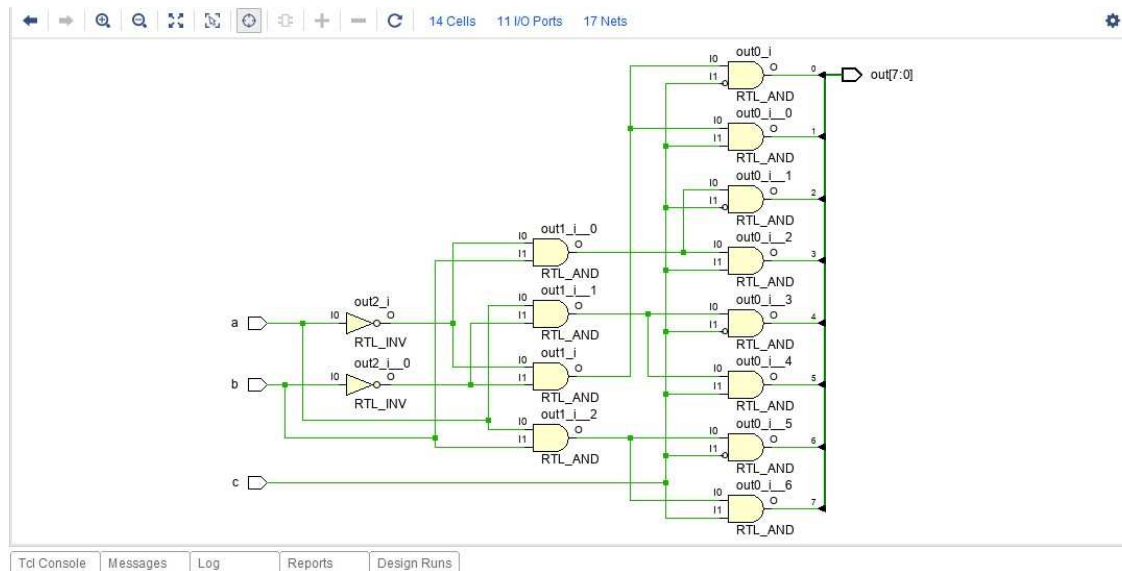 14 Cells 11 I/O Ports 17 Nets
out0_i
I0 O 0
I1
RTL_AND
out[7:0]
out0_i__0
I0 O 1
I1
RTL_AND
out0_i__1
I0 O 2
I1
RTL_AND
out0_i__2
I0 O 3
I1
RTL_AND
out0_i__3
I0 O 4
I1
RTL_AND
out0_i__4
I0 O 5
I1
RTL_AND
out0_i__5
I0 O 6
I1
RTL_AND
out0_i__6
I0 O 7
I1
RTL_AND
out1_i__0
I0 O
I1
RTL_AND
out1_i__1
I0 O
I1
RTL_AND
out1_i
I0 O
I1
RTL_AND
out1_i__2
I0 O
I1
RTL_AND
a
out2_i
I0 O
RTL_INV
b
out2_i__0
I0 O
RTL_INV
c
Tcl Console Messages Log Reports Design Runs